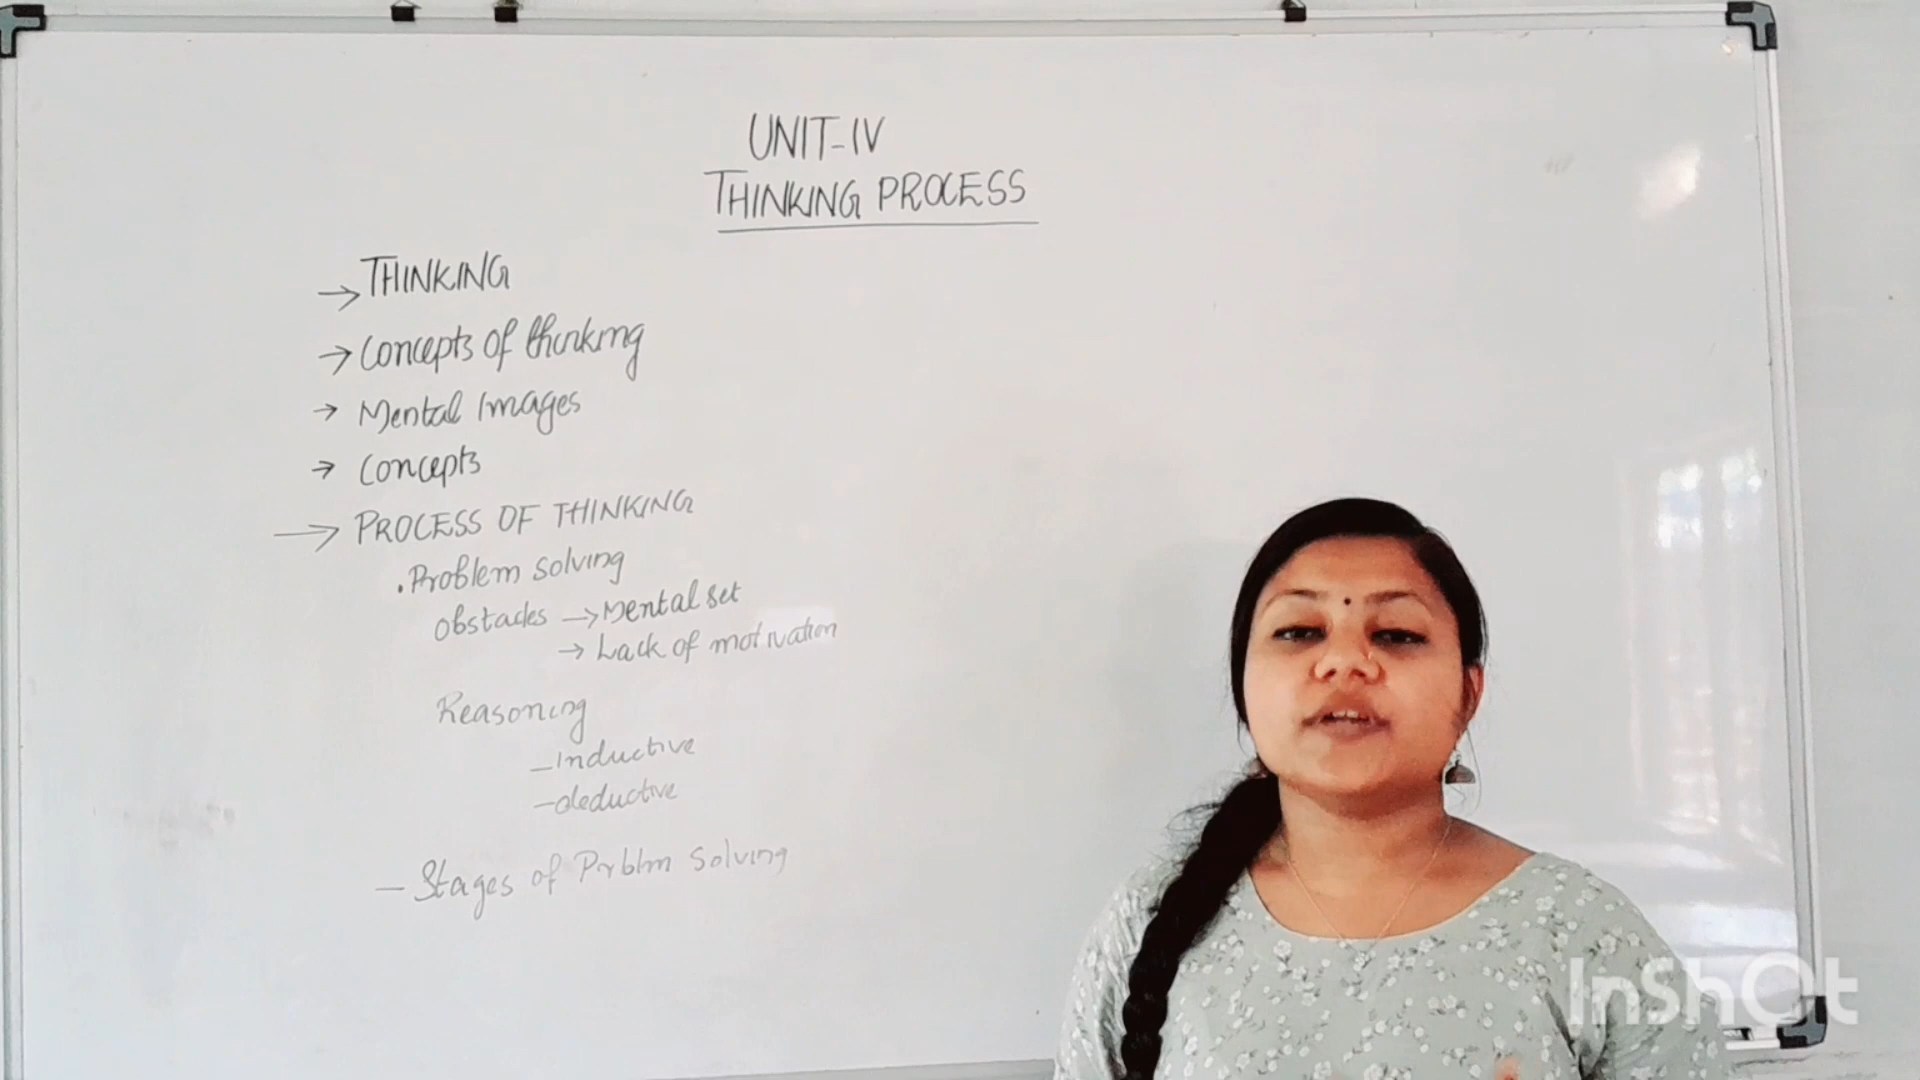 UNIT-IV
THINKING PROCESS
→ THINKING
→ Concepts of thinking
→ Mental Images
→ Concepts
→ PROCESS OF THINKING
. Problem solving
Obstacles → Mental set
→ Lack of motivation
Reasoning
- Inductive
- deductive
- Stages of Prblm solving
InShOt